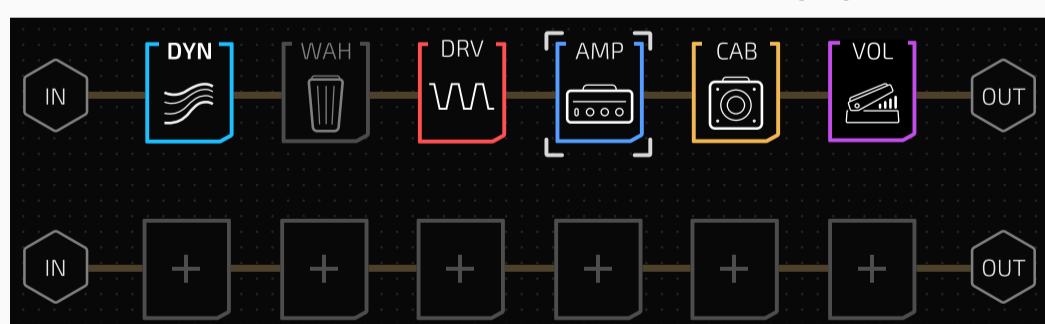 IN DYN WAH DRV AMP CAB VOL OUT
IN + + + + + + OUT